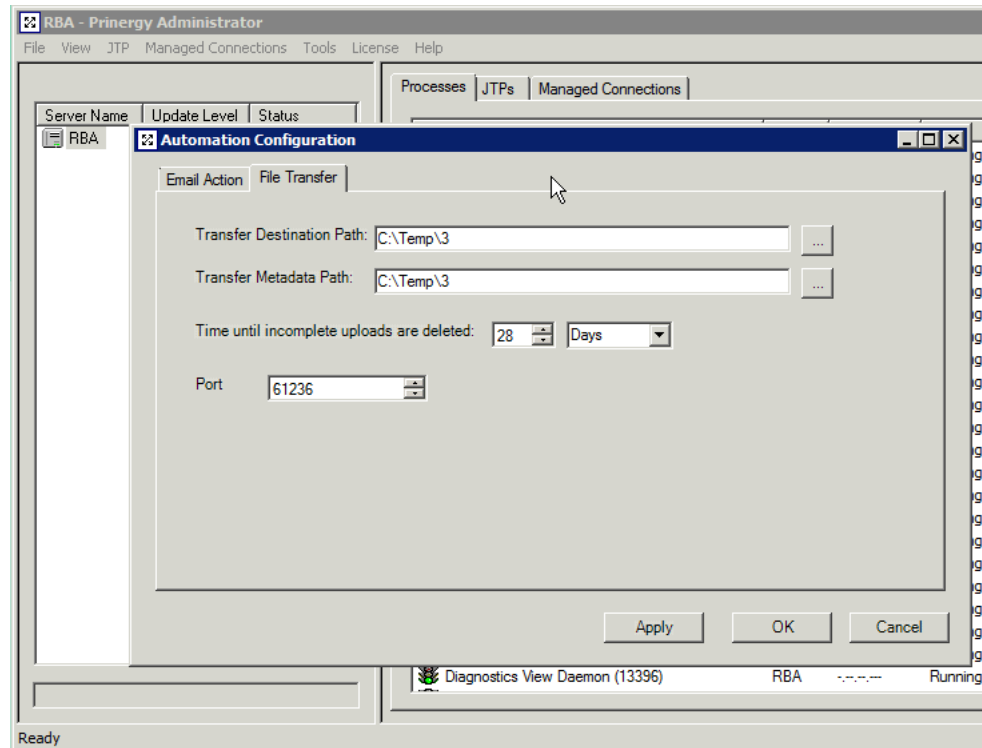 RBA - Prinergy Administrator
File View JTP Managed Connections Tools License Help
Processes JTPs Managed Connections
Server Name Update Level Status
RBA
Automation Configuration
Email Action File Transfer
Transfer Destination Path: C:\Temp\3 ...
Transfer Metadata Path: C:\Temp\3 ...
Time until incomplete uploads are deleted: 28 Days
Port 61236
Apply OK Cancel
Diagnostics View Daemon (13396) RBA -.--.--.--- Running
Ready